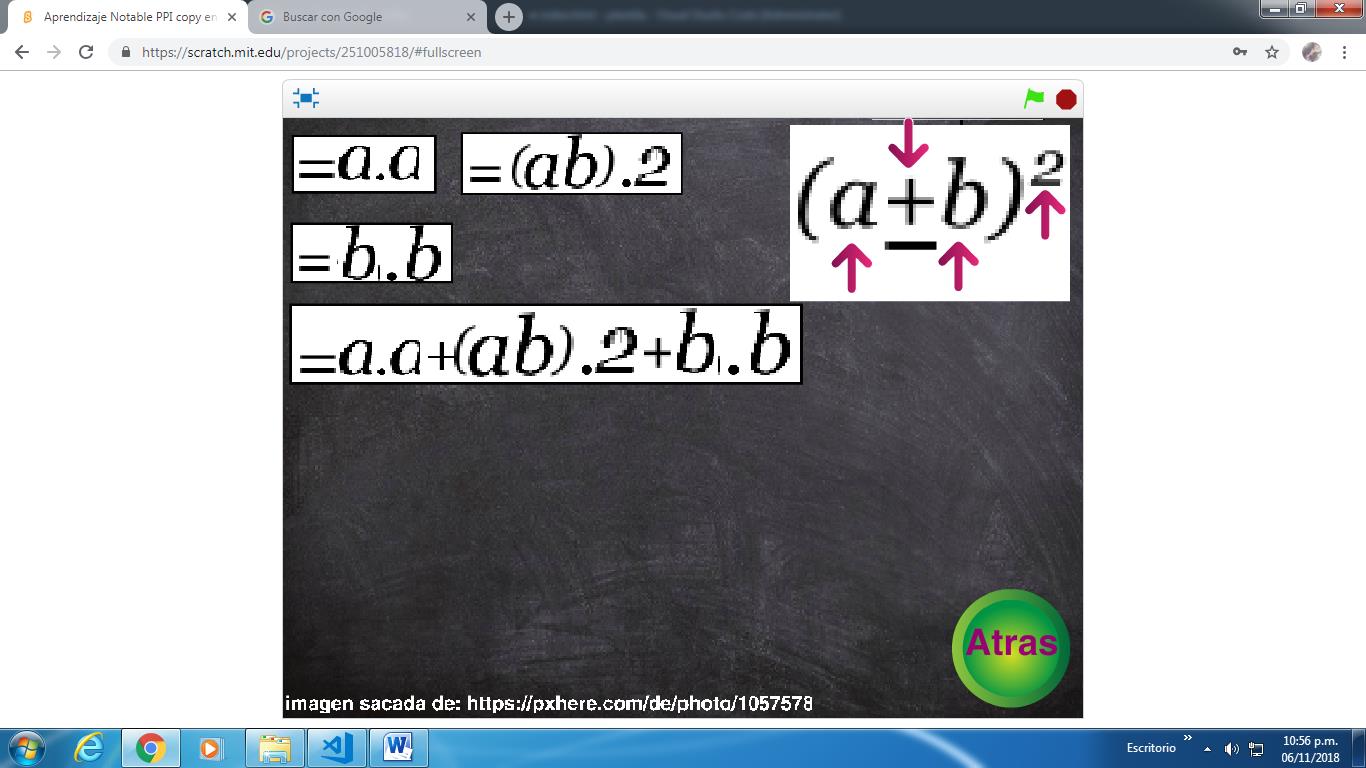 Aprendizaje Notable PPI copy en
Buscar con Google
https://scratch.mit.edu/projects/251005818/#fullscreen
=a.a
=(ab).2
(a±b)²
=b.b
=a.a+(ab).2+b.b
Atras
imagen sacada de: https://pxhere.com/de/photo/1057578
Escritorio
10:56 p.m.
06/11/2018